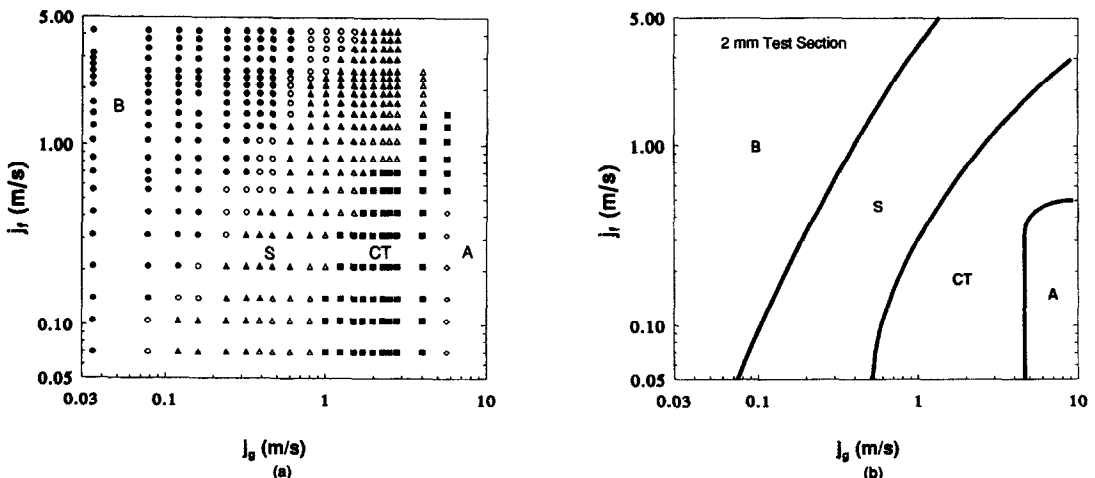 5.00
1.00
0.10
0.05
j_f (m/s)
B
S
CT
A
0.03
0.1
1
10
j_g (m/s)
(a)
5.00
1.00
0.10
0.05
j_f (m/s)
2 mm Test Section
B
S
CT
A
0.03
0.1
1
10
j_g (m/s)
(b)